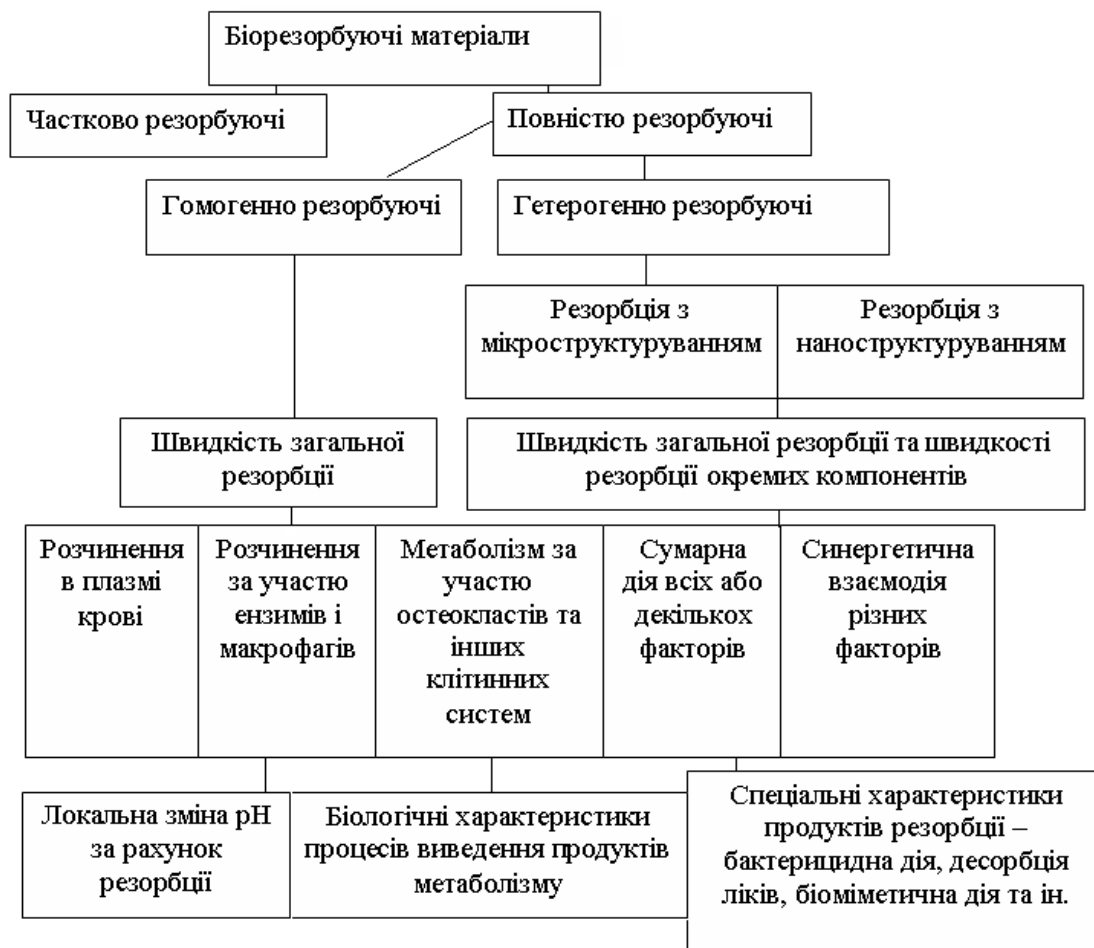 Біорезорбуючі матеріали
Частково резорбуючі
Повністю резорбуючі
Гомогенно резорбуючі
Гетерогенно резорбуючі
Резорбція з
мікроструктуруванням
Резорбція з
наноструктуруванням
Швидкість загальної
резорбції
Швидкість загальної резорбції та швидкості
резорбції окремих компонентів
Розчинення
в плазмі
крові
Розчинення
за участю
ензимів і
макрофагів
Метаболізм за
участю
остеокластів та
інших
клітинних
систем
Сумарна
дія всіх або
декількох
факторів
Синергетична
взаємодія
різних
факторів
Локальна зміна рН
за рахунок
резорбції
Біологічні характеристики
процесів виведення продуктів
метаболізму
Спеціальні характеристики
продуктів резорбції –
бактерицидна дія, десорбція
ліків, біоміметична дія та ін.